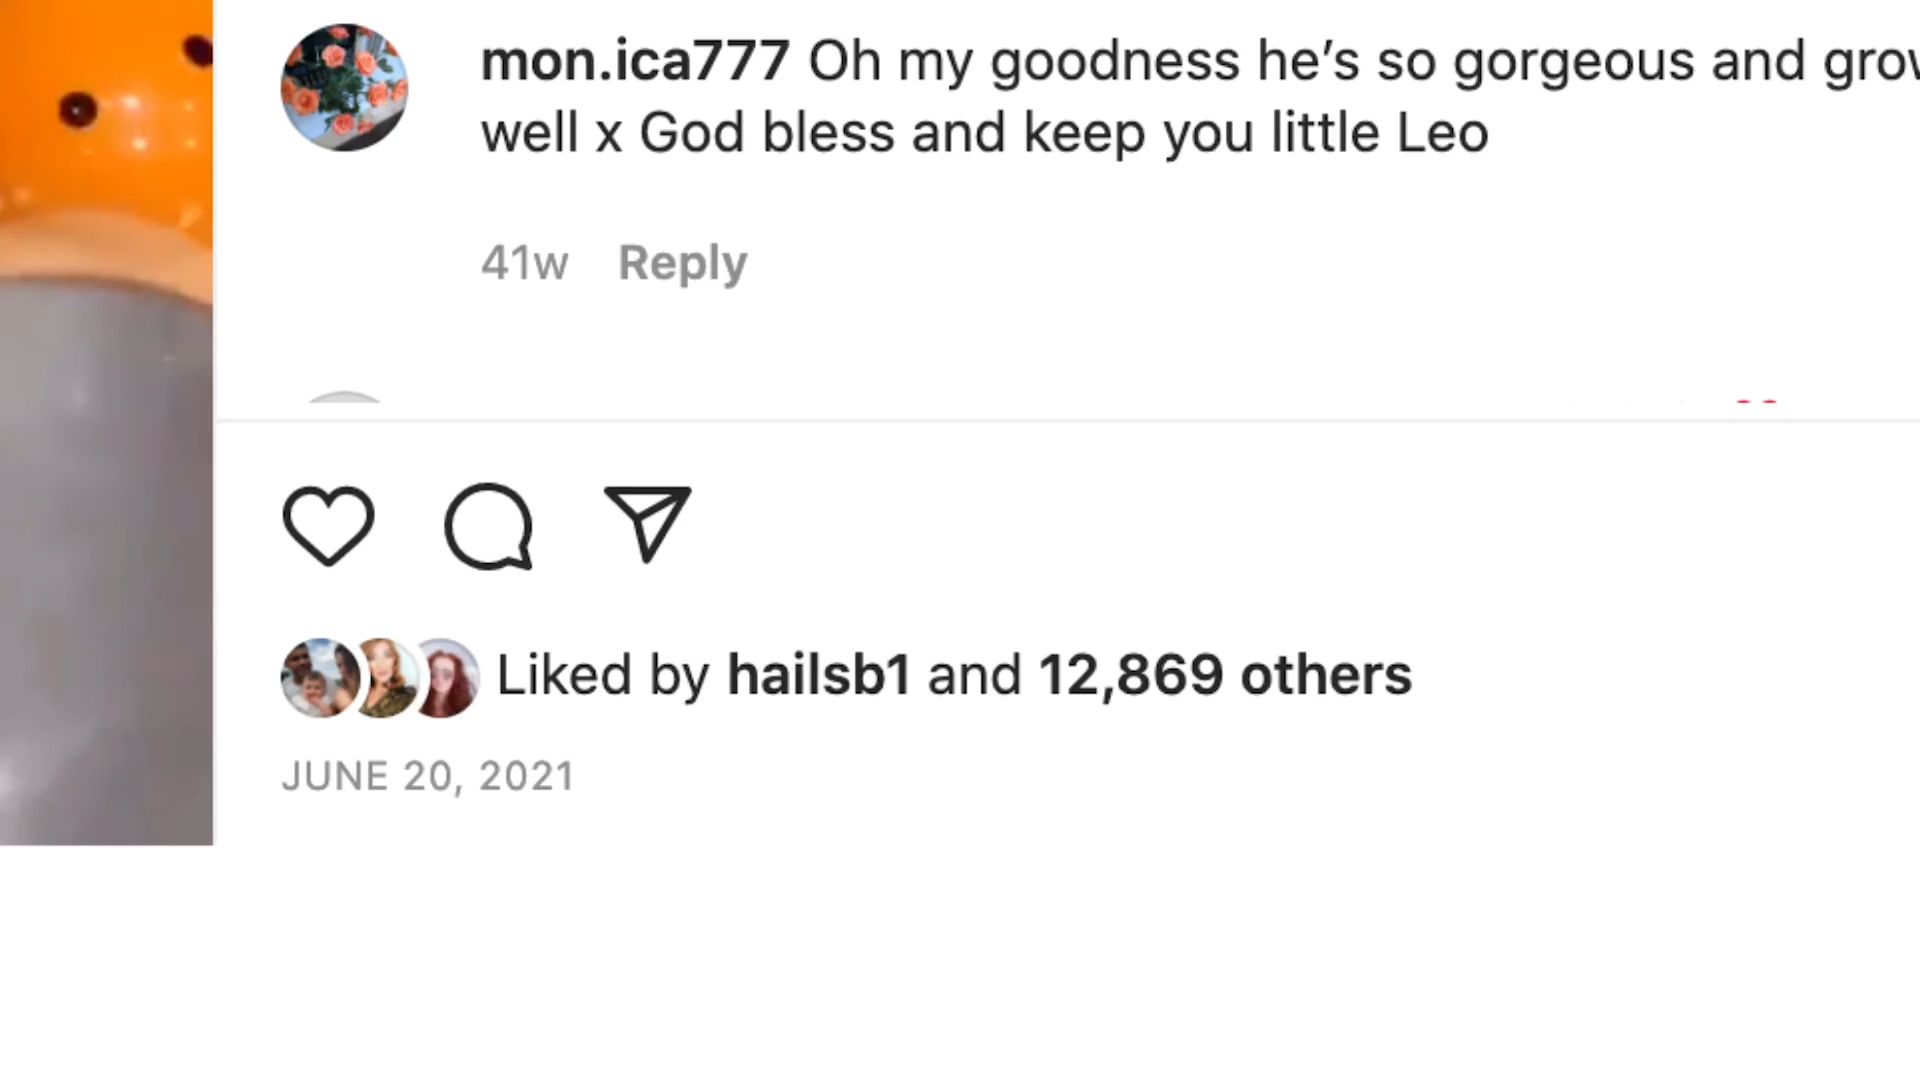 mon.ica777 Oh my goodness he's so gorgeous and
well x God bless and keep you little Leo
41w Reply
Liked by hailsb1 and 12,869 others
JUNE 20, 2021